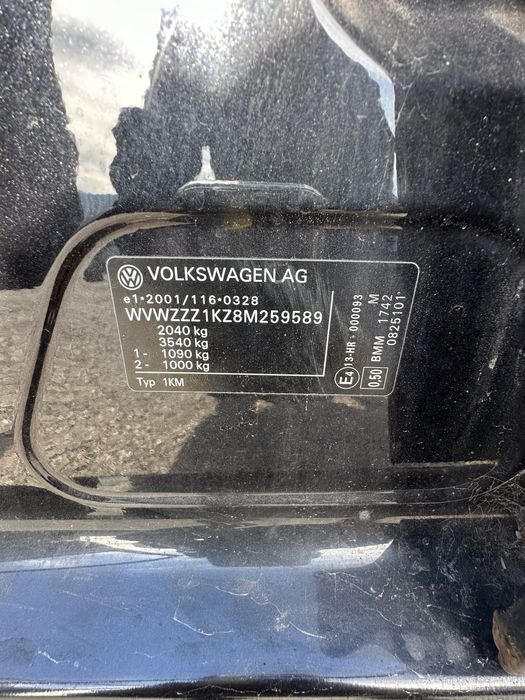 VOLKSWAGEN AG
e1*2001/116*0328
WVWZZZ1KZ8M259589
2040 kg
3540 kg
1- 1090 kg
2- 1000 kg
Typ 1KM
E4 13-HR - 000093
0.50 BMM 1742 M
0825101*